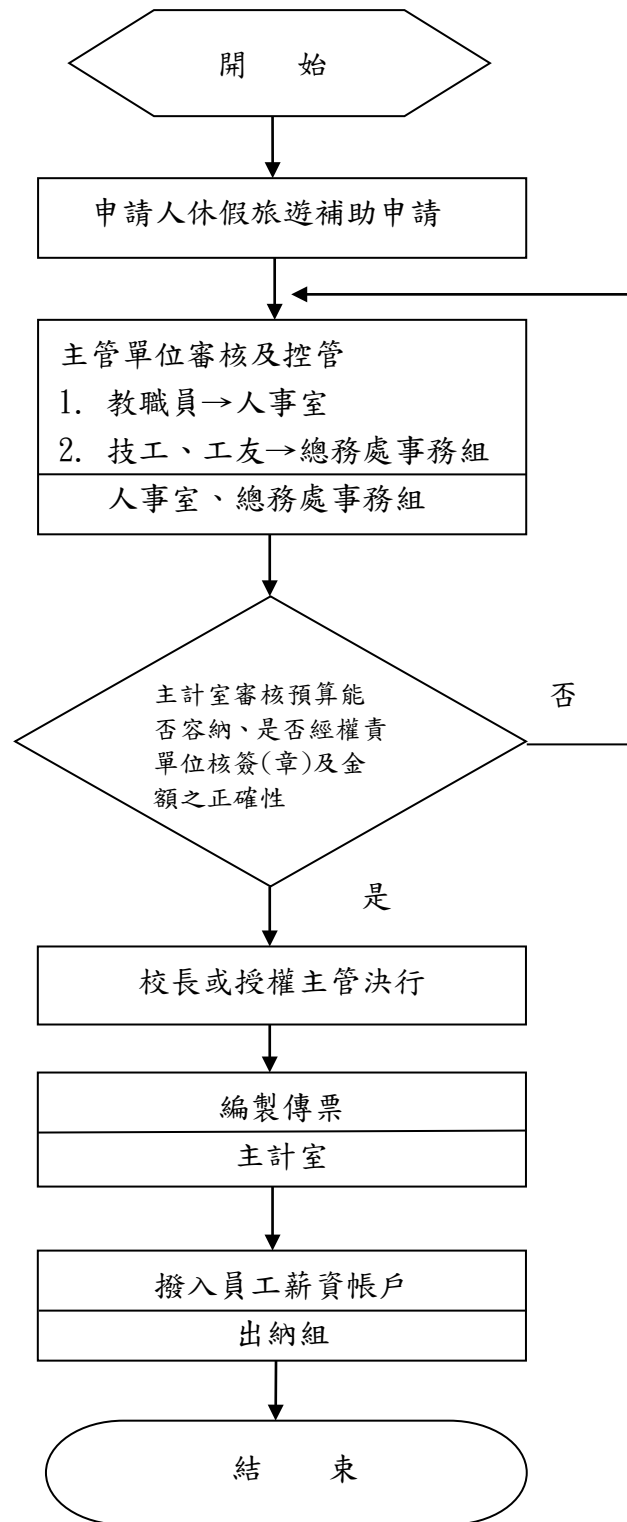 開 始
申請人休假旅遊補助申請
主管單位審核及控管
1. 教職員→人事室
2. 技工、工友→總務處事務組
人事室、總務處事務組
主計室審核預算能
否容納、是否經權責
單位核簽(章)及金
額之正確性
否
是
校長或授權主管決行
編製傳票
主計室
撥入員工薪資帳戶
出納組
結 束